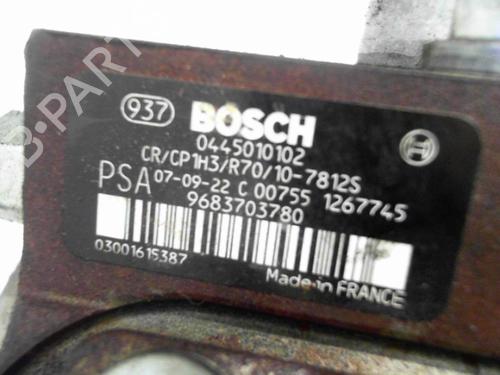 B-PARTS
937 BOSCH
0445010102
CR/CP1H3/R70/10-7812S
PSA 07-09-22 C 00755 1267745
9683703780
03001615387
Made in FRANCE